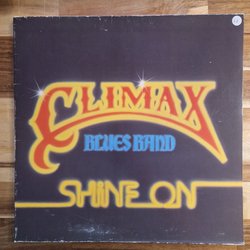 CLIMAX
BLUES BAND
SHINE ON